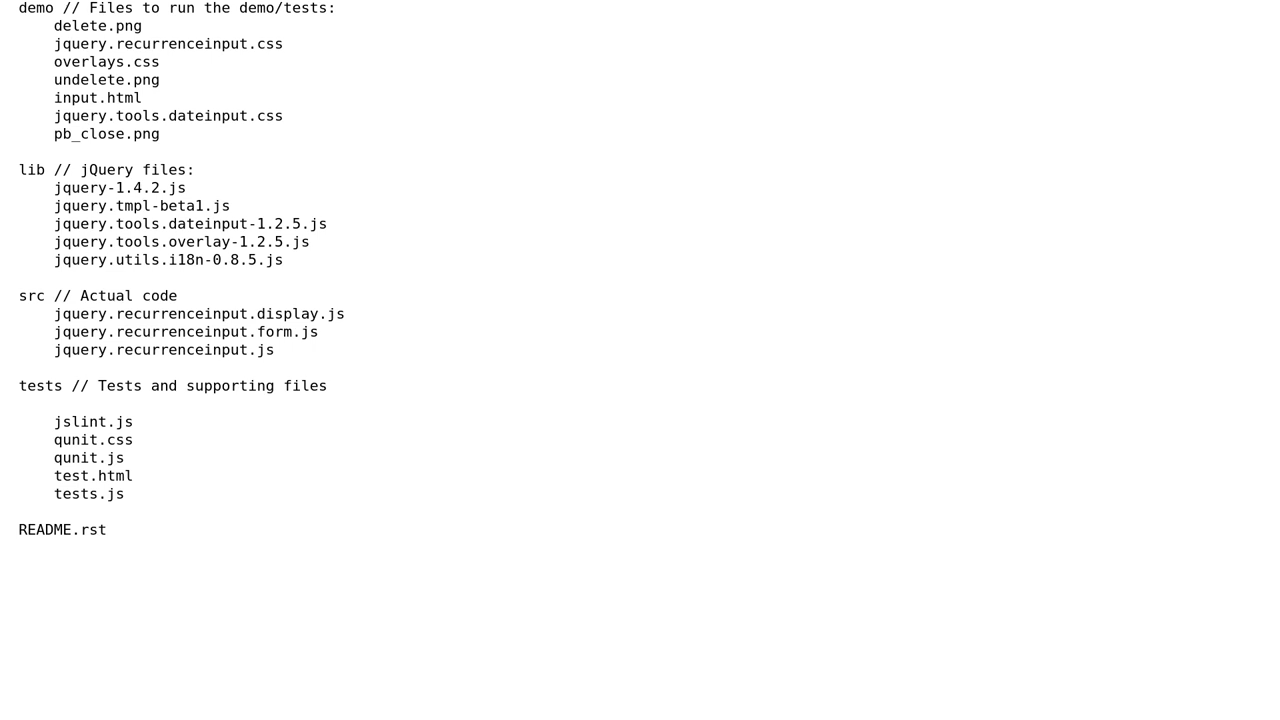 demo // Files to run the demo/tests:
    delete.png
    jquery.recurrenceinput.css
    overlays.css
    undelete.png
    input.html
    jquery.tools.dateinput.css
    pb_close.png

lib // jQuery files:
    jquery-1.4.2.js
    jquery.tmpl-beta1.js
    jquery.tools.dateinput-1.2.5.js
    jquery.tools.overlay-1.2.5.js
    jquery.utils.i18n-0.8.5.js

src // Actual code
    jquery.recurrenceinput.display.js
    jquery.recurrenceinput.form.js
    jquery.recurrenceinput.js

tests // Tests and supporting files

    jslint.js
    qunit.css
    qunit.js
    test.html
    tests.js

README.rst